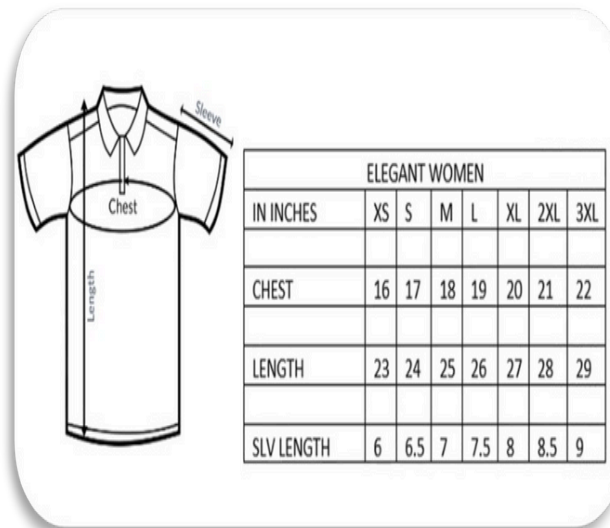 Sleeve
Chest
Length
ELEGANT WOMEN
IN INCHES XS S M L XL 2XL 3XL
CHEST 16 17 18 19 20 21 22
LENGTH 23 24 25 26 27 28 29
SLV LENGTH 6 6.5 7 7.5 8 8.5 9